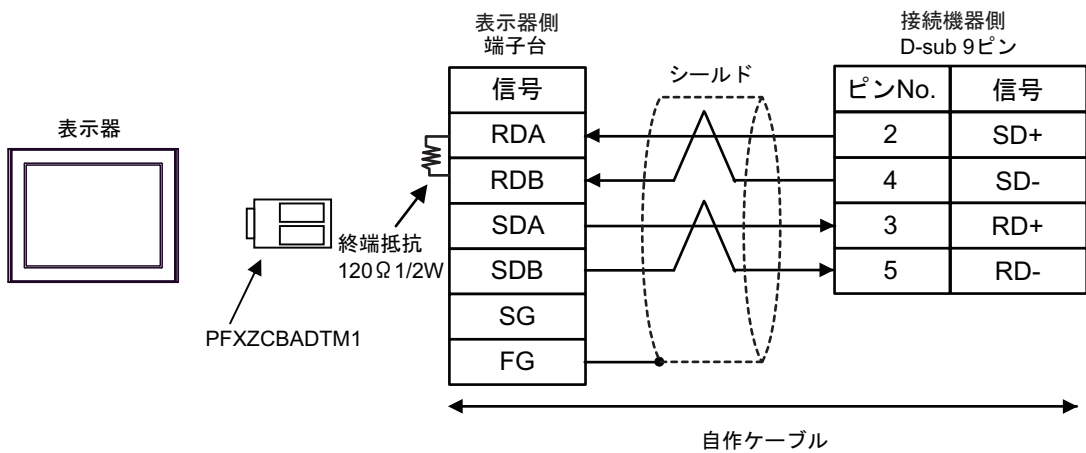 表示器
PFXZCBADTM1
終端抵抗
120Ω1/2W
表示器側
端子台
信号
RDA
RDB
SDA
SDB
SG
FG
シールド
接続機器側
D-sub 9ピン
ピンNo. 信号
2 SD+
4 SD-
3 RD+
5 RD-
自作ケーブル